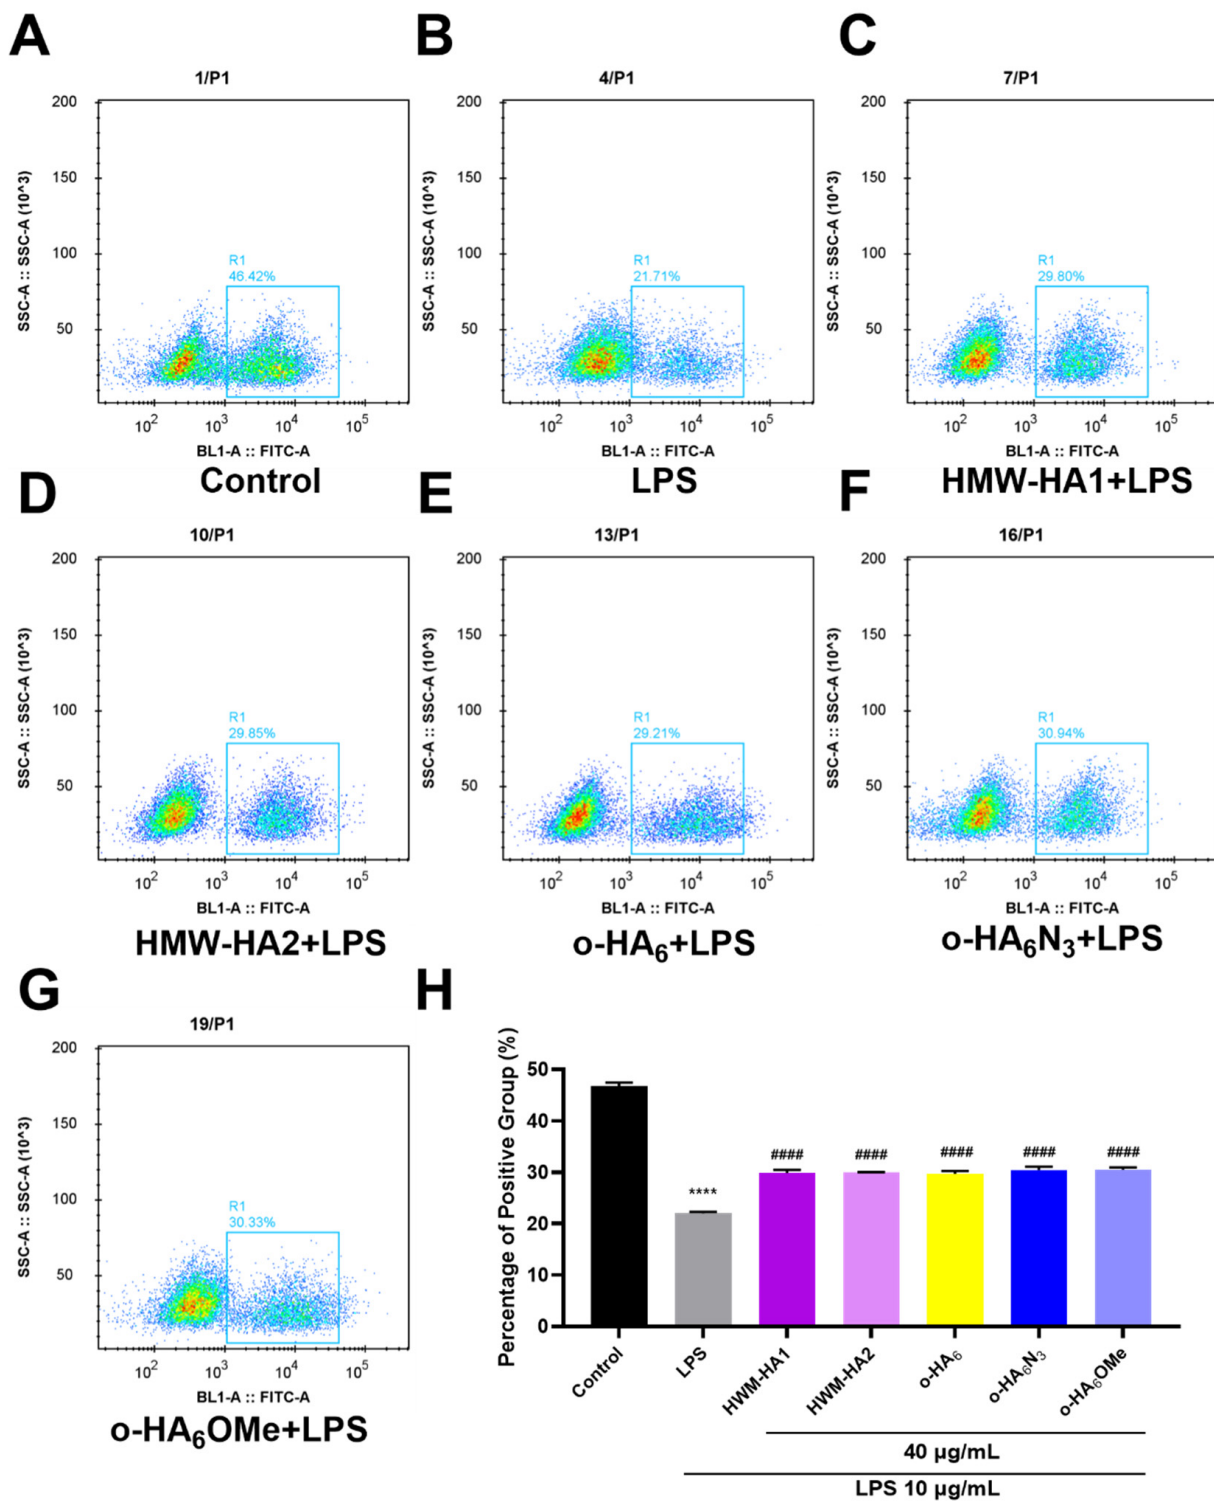 A
B
C
1/P1
4/P1
7/P1
200
150
100
50
SSC-A :: SSC-A (10^3)
R1
46.42%
10^2 10^3 10^4 10^5
BL1-A :: FITC-A
Control
200
150
100
50
SSC-A :: SSC-A (10^3)
R1
21.71%
10^2 10^3 10^4 10^5
BL1-A :: FITC-A
LPS
200
150
100
50
SSC-A :: SSC-A (10^3)
R1
29.80%
10^2 10^3 10^4 10^5
BL1-A :: FITC-A
HMW-HA1+LPS
D
E
F
10/P1
13/P1
16/P1
200
150
100
50
SSC-A :: SSC-A (10^3)
R1
29.85%
10^2 10^3 10^4 10^5
BL1-A :: FITC-A
HMW-HA2+LPS
200
150
100
50
SSC-A :: SSC-A (10^3)
R1
29.21%
10^2 10^3 10^4 10^5
BL1-A :: FITC-A
o-HA₆+LPS
200
150
100
50
SSC-A :: SSC-A (10^3)
R1
30.94%
10^2 10^3 10^4 10^5
BL1-A :: FITC-A
o-HA₆N₃+LPS
G
19/P1
200
150
100
50
SSC-A :: SSC-A (10^3)
R1
30.33%
10^2 10^3 10^4 10^5
BL1-A :: FITC-A
o-HA₆OMe+LPS
H
Percentage of Positive Group (%)
50
40
30
20
10
0
**** #### #### #### #### ####
Control LPS HWM-HA1 HWM-HA2 o-HA₆ o-HA₆N₃ o-HA₆OMe
40 μg/mL
LPS 10 μg/mL